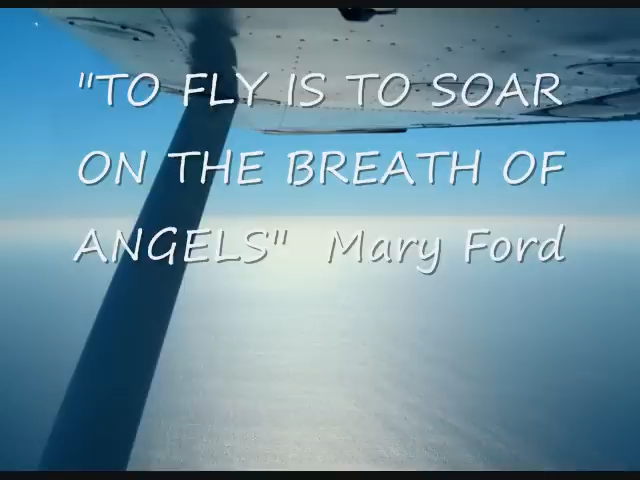 "TO FLY IS TO SOAR
ON THE BREATH OF
ANGELS"  Mary Ford